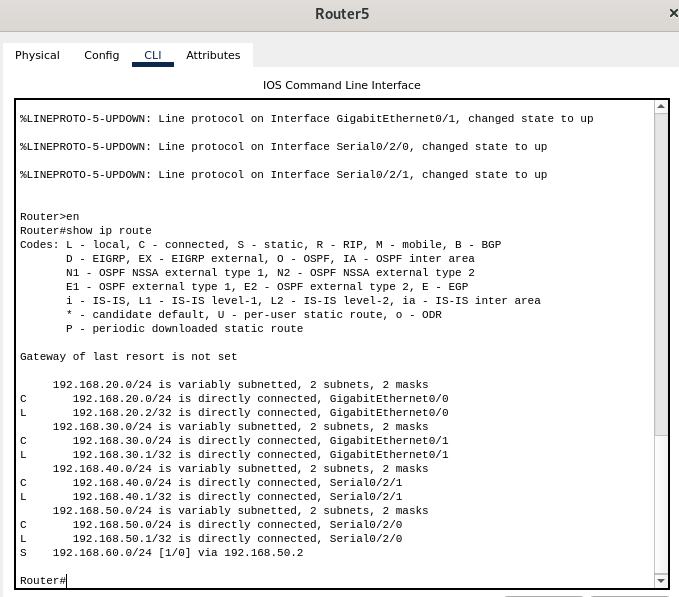 Router5
×
Physical Config CLI Attributes
IOS Command Line Interface
%LINEPROTO-5-UPDOWN: Line protocol on Interface GigabitEthernet0/1, changed state to up
%LINEPROTO-5-UPDOWN: Line protocol on Interface Serial0/2/0, changed state to up
%LINEPROTO-5-UPDOWN: Line protocol on Interface Serial0/2/1, changed state to up
Router>en
Router#show ip route
Codes: L - local, C - connected, S - static, R - RIP, M - mobile, B - BGP
       D - EIGRP, EX - EIGRP external, O - OSPF, IA - OSPF inter area
       N1 - OSPF NSSA external type 1, N2 - OSPF NSSA external type 2
       E1 - OSPF external type 1, E2 - OSPF external type 2, E - EGP
       i - IS-IS, L1 - IS-IS level-1, L2 - IS-IS level-2, ia - IS-IS inter area
       * - candidate default, U - per-user static route, o - ODR
       P - periodic downloaded static route
Gateway of last resort is not set
     192.168.20.0/24 is variably subnetted, 2 subnets, 2 masks
C       192.168.20.0/24 is directly connected, GigabitEthernet0/0
L       192.168.20.2/32 is directly connected, GigabitEthernet0/0
     192.168.30.0/24 is variably subnetted, 2 subnets, 2 masks
C       192.168.30.0/24 is directly connected, GigabitEthernet0/1
L       192.168.30.1/32 is directly connected, GigabitEthernet0/1
     192.168.40.0/24 is variably subnetted, 2 subnets, 2 masks
C       192.168.40.0/24 is directly connected, Serial0/2/1
L       192.168.40.1/32 is directly connected, Serial0/2/1
     192.168.50.0/24 is variably subnetted, 2 subnets, 2 masks
C       192.168.50.0/24 is directly connected, Serial0/2/0
L       192.168.50.1/32 is directly connected, Serial0/2/0
S    192.168.60.0/24 [1/0] via 192.168.50.2
Router#